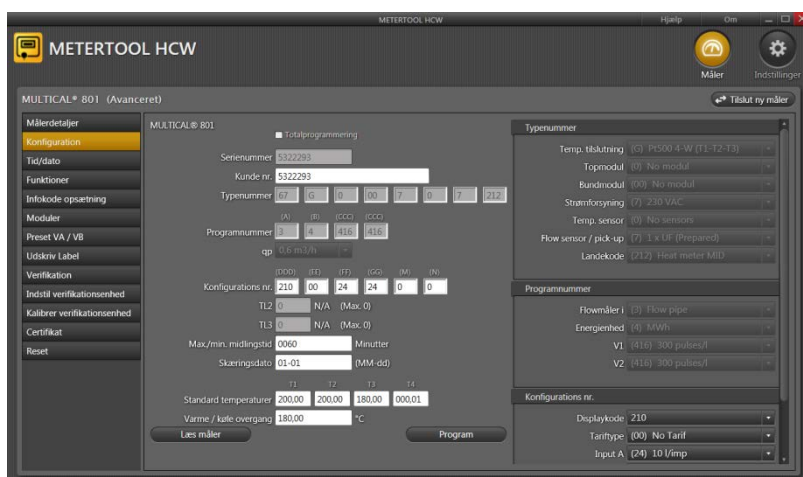 METERTOOL HCW
Hjælp
Om
METERTOOL HCW
Måler
Indstillinger
MULTICAL® 801 (Avanceret)
Tilslut ny måler
Målerdetaljer
Konfiguration
Tid/dato
Funktioner
Infokode opsætning
Moduler
Preset VA / VB
Udskriv Label
Verifikation
Indstil verifikationsenhed
Kalibrer verifikationsenhed
Certifikat
Reset
MULTICAL® 801
Totalprogrammering
Serienummer 5322293
Kunde nr. 5322293
Typenummer 67 G 0 00 7 0 7 212
(A) (B) (CCC) (CCC)
Programnummer 3 4 416 416
qp 0,6 m3/h
(DDD) (EE) (FF) (GG) (M) (N)
Konfigurations nr. 210 00 24 24 0 0
TL2 0 N/A (Max. 0)
TL3 0 N/A (Max. 0)
Max./min. midlingstid 0060 Minutter
Skæringsdato 01-01 (MM-dd)
T1 T2 T3 T4
Standard temperaturer 200,00 200,00 180,00 000,01
Varme / køle overgang 180,00 °C
Læs måler
Program
Typenummer
Temp. tilslutning (G) Pt500 4-W (T1-T2-T3)
Topmodul (0) No modul
Bundmodul (00) No modul
Strømforsyning (7) 230 VAC
Temp. sensor (0) No sensors
Flow sensor / pick-up (7) 1 x UF (Prepared)
Landekode (212) Heat meter MID
Programnummer
Flowmåler i (3) Flow pipe
Energienhed (4) MWh
V1 (416) 300 pulses/l
V2 (416) 300 pulses/l
Konfigurations nr.
Displaykode 210
Tariftype (00) No Tarif
Input A (24) 10 l/imp